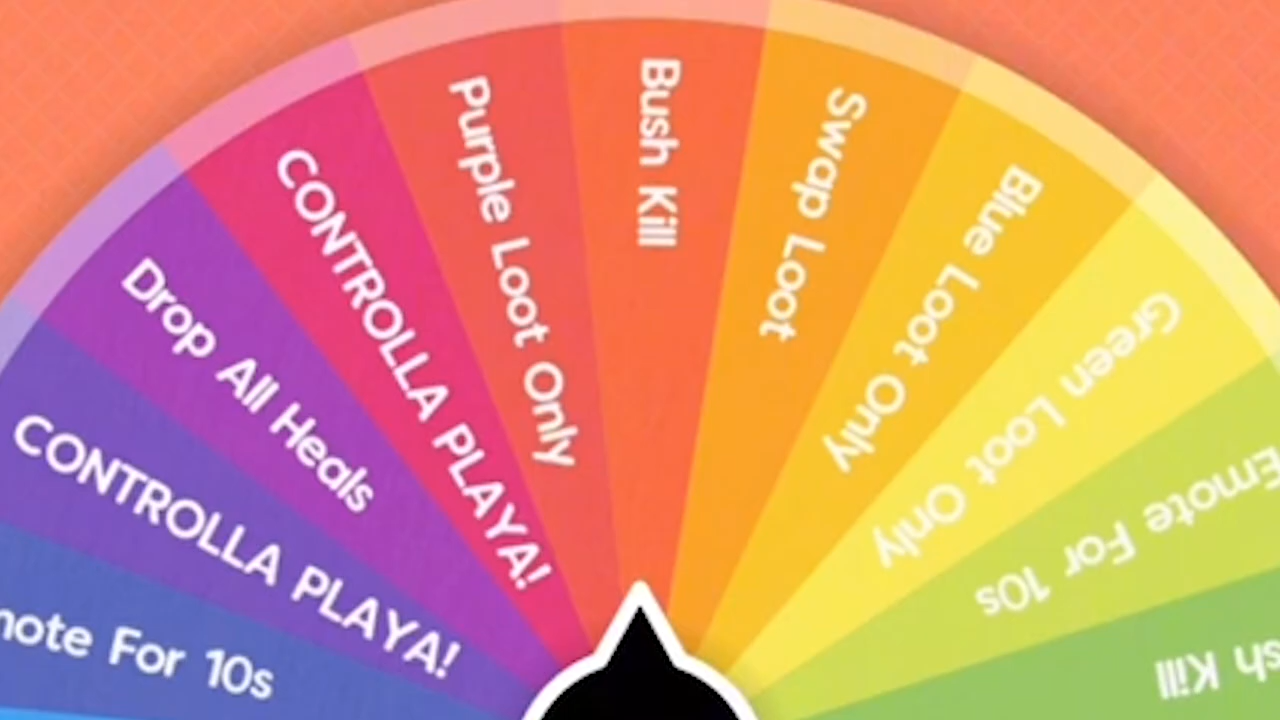 note For 10s
CONTROLLA PLAYA!
Drop All Heals
CONTROLLA PLAYA!
Purple Loot Only
Bush Kill
Swap Loot
Blue Loot Only
Green Loot Only
Emote For 10s
sh Kill